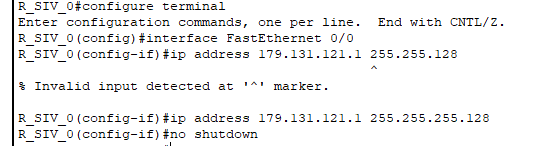 R_SIV_0#configure terminal
Enter configuration commands, one per line.  End with CNTL/Z.
R_SIV_0(config)#interface FastEthernet 0/0
R_SIV_0(config-if)#ip address 179.131.121.1 255.255.128
^
% Invalid input detected at '^' marker.
R_SIV_0(config-if)#ip address 179.131.121.1 255.255.255.128
R_SIV_0(config-if)#no shutdown